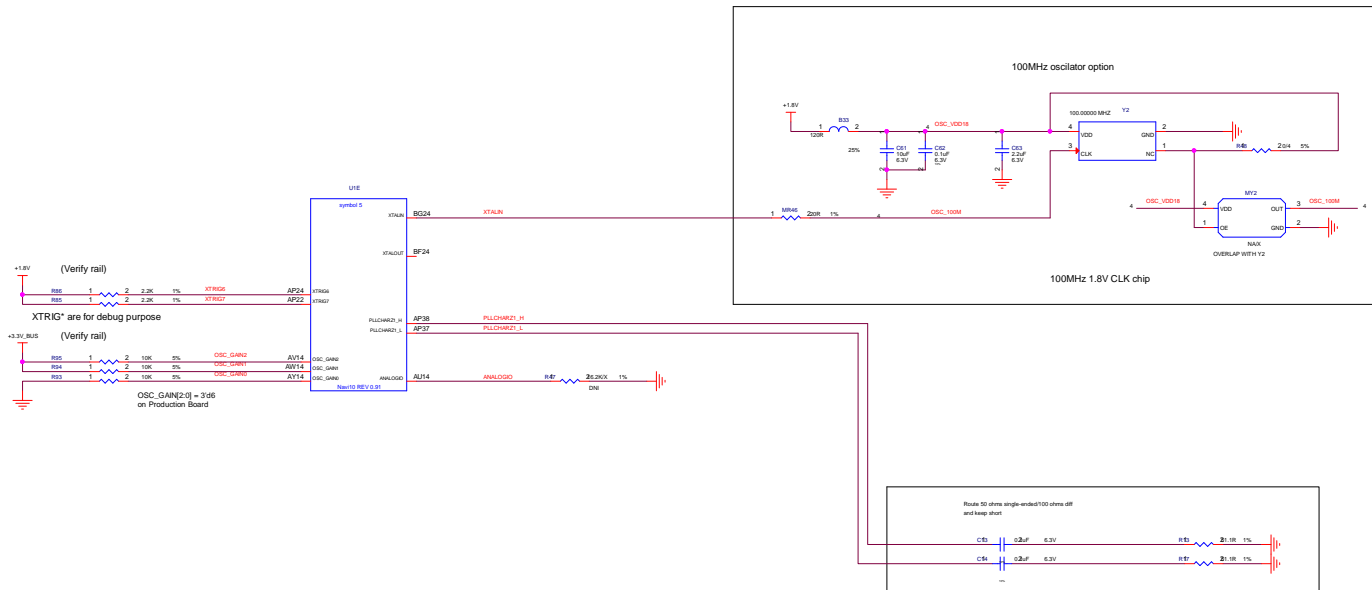 100MHz oscilator option
+1.8V
1 B33 2
120R
25%
4 OSC_VDD18
C61
10uF
6.3V
C62
0.1uF
6.3V
C63
2.2uF
6.3V
100.00000 MHZ Y2
4 VDD GND 2
3 CLK NC 1
2 0/4 5%
MY2
4 OSC_VDD18 4 VDD OUT 3 OSC_100M 4
1 OE GND 2
NA/X
OVERLAP WITH Y2
100MHz 1.8V CLK chip
U1E
symbol 5
XTALIN BG24 XTALIN 1 MR46 220R 1% 4 OSC_100M
XTALOUT BF24
+1.8V (Verify rail)
R86 1 2 2.2K 1% XTRIG6 AP24 XTRIG6
R85 1 2 2.2K 1% XTRIG7 AP22 XTRIG7
XTRIG* are for debug purpose
PLLCHARZ1_H AP38 PLLCHARZ1_H
PLLCHARZ1_L AP37 PLLCHARZ1_L
+3.3V_BUS (Verify rail)
R95 1 2 10K 5% OSC_GAIN2 AV14 OSC_GAIN2
R94 1 2 10K 5% OSC_GAIN1 AW14 OSC_GAIN1
R93 1 2 10K 5% OSC_GAIN0 AY14 OSC_GAIN0
ANALOGIO AU14 ANALOGIO 1% DNI
Navi10 REV 0.91
OSC_GAIN[2:0] = 3'd6
on Production Board
Route 50 ohms single-ended/100 ohms diff
and keep short
6.3V 1%
6.3V 1%